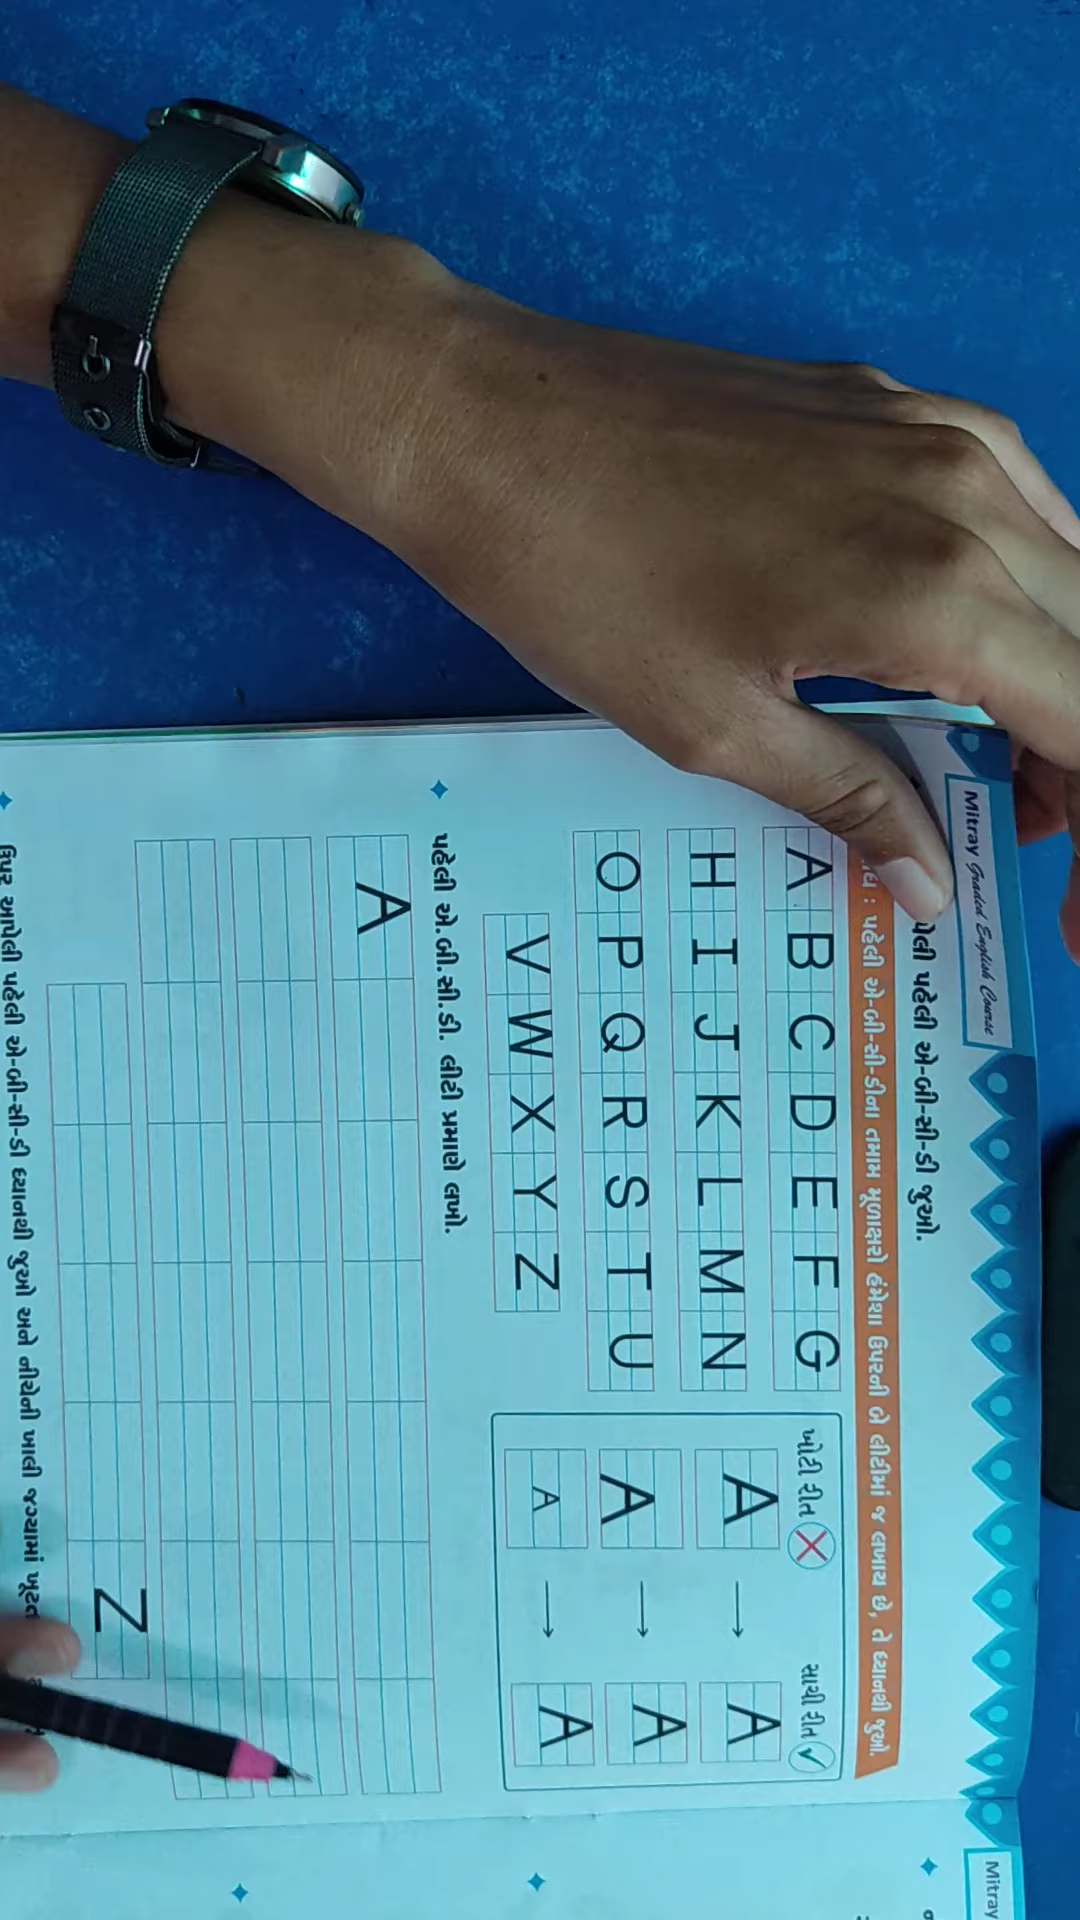 Mitray Graded English Course
પહેલી એ-બી-સી-ડી જુઓ.
: પહેલી એ-બી-સી-ડીના તમામ મૂળાક્ષરો હંમેશા ઉપરની બે લીટીમાં જ લખાય છે, તે ધ્યાનથી જુઓ.
A B C D E F G
H I J K L M N
O P Q R S T U
V W X Y Z
ખોટી રીત સાચી રીત
A → A
A → A
A → A
પહેલી એ.બી.સી.ડી. લીટી પ્રમાણે લખો.
A
Z
ઉપર આપેલી પહેલી એ-બી-સી-ડી ધ્યાનથી જુઓ અને નીચેની ખાલી જગ્યામાં
Mitray